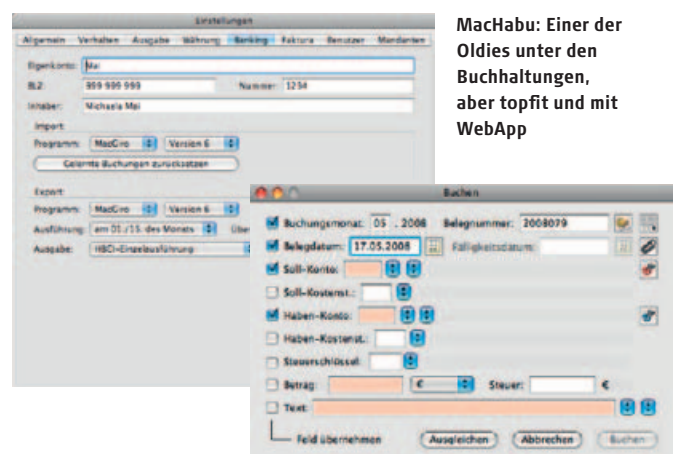 Einstellungen
Allgemein Verhalten Ausgabe Währung Banking Faktura Benutzer Mandanten
Eigenkonto: Mai
BLZ: 999 999 999 Nummer: 1234
Inhaber: Michaela Mai
Import:
Programm: MacGiro Version 6
Gelernte Buchungen zurücksetzen
Export:
Programm: MacGiro Version 6
Ausführung: am 01./15. des Monats Über
Ausgabe: HBCI-Einzelausführung
MacHabu: Einer der
Oldies unter den
Buchhaltungen,
aber topfit und mit
WebApp
Buchen
Buchungsmonat: 05 . 2008 Belegnummer: 2008079
Belegdatum: 17.05.2008 Fälligkeitsdatum:
Soll-Konto:
Soll-Kostenst.:
Haben-Konto:
Haben-Kostenst.:
Steuerschlüssel:
Betrag: € Steuer: €
Text:
Feld übernehmen Ausgleichen Abbrechen Buchen